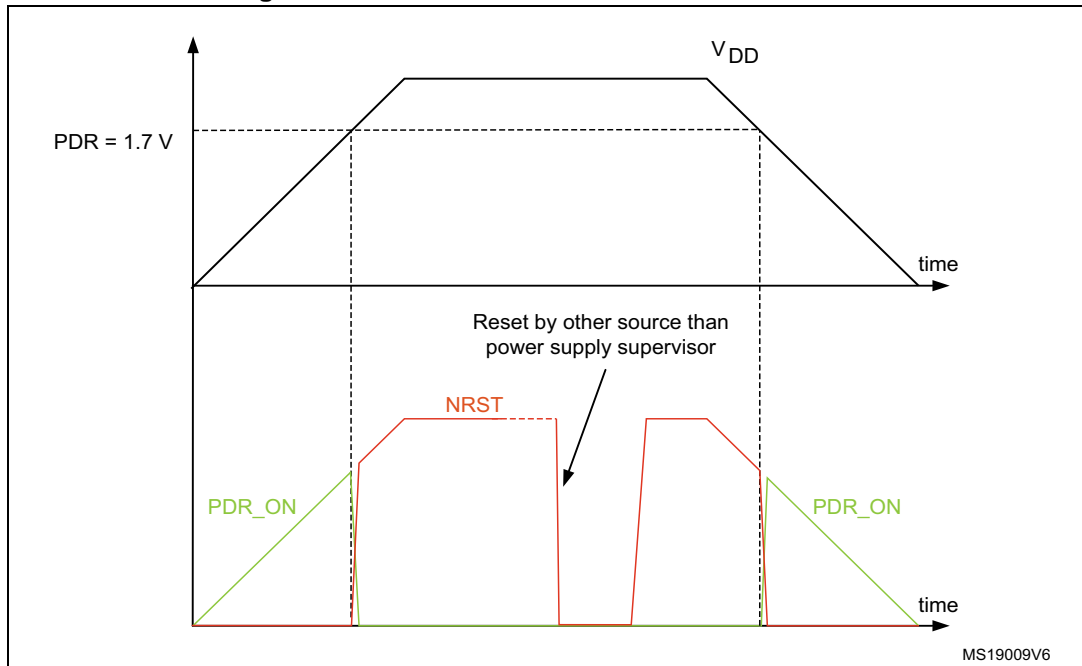 V DD
PDR = 1.7 V
time
Reset by other source than
power supply supervisor
NRST
PDR_ON
PDR_ON
time
MS19009V6